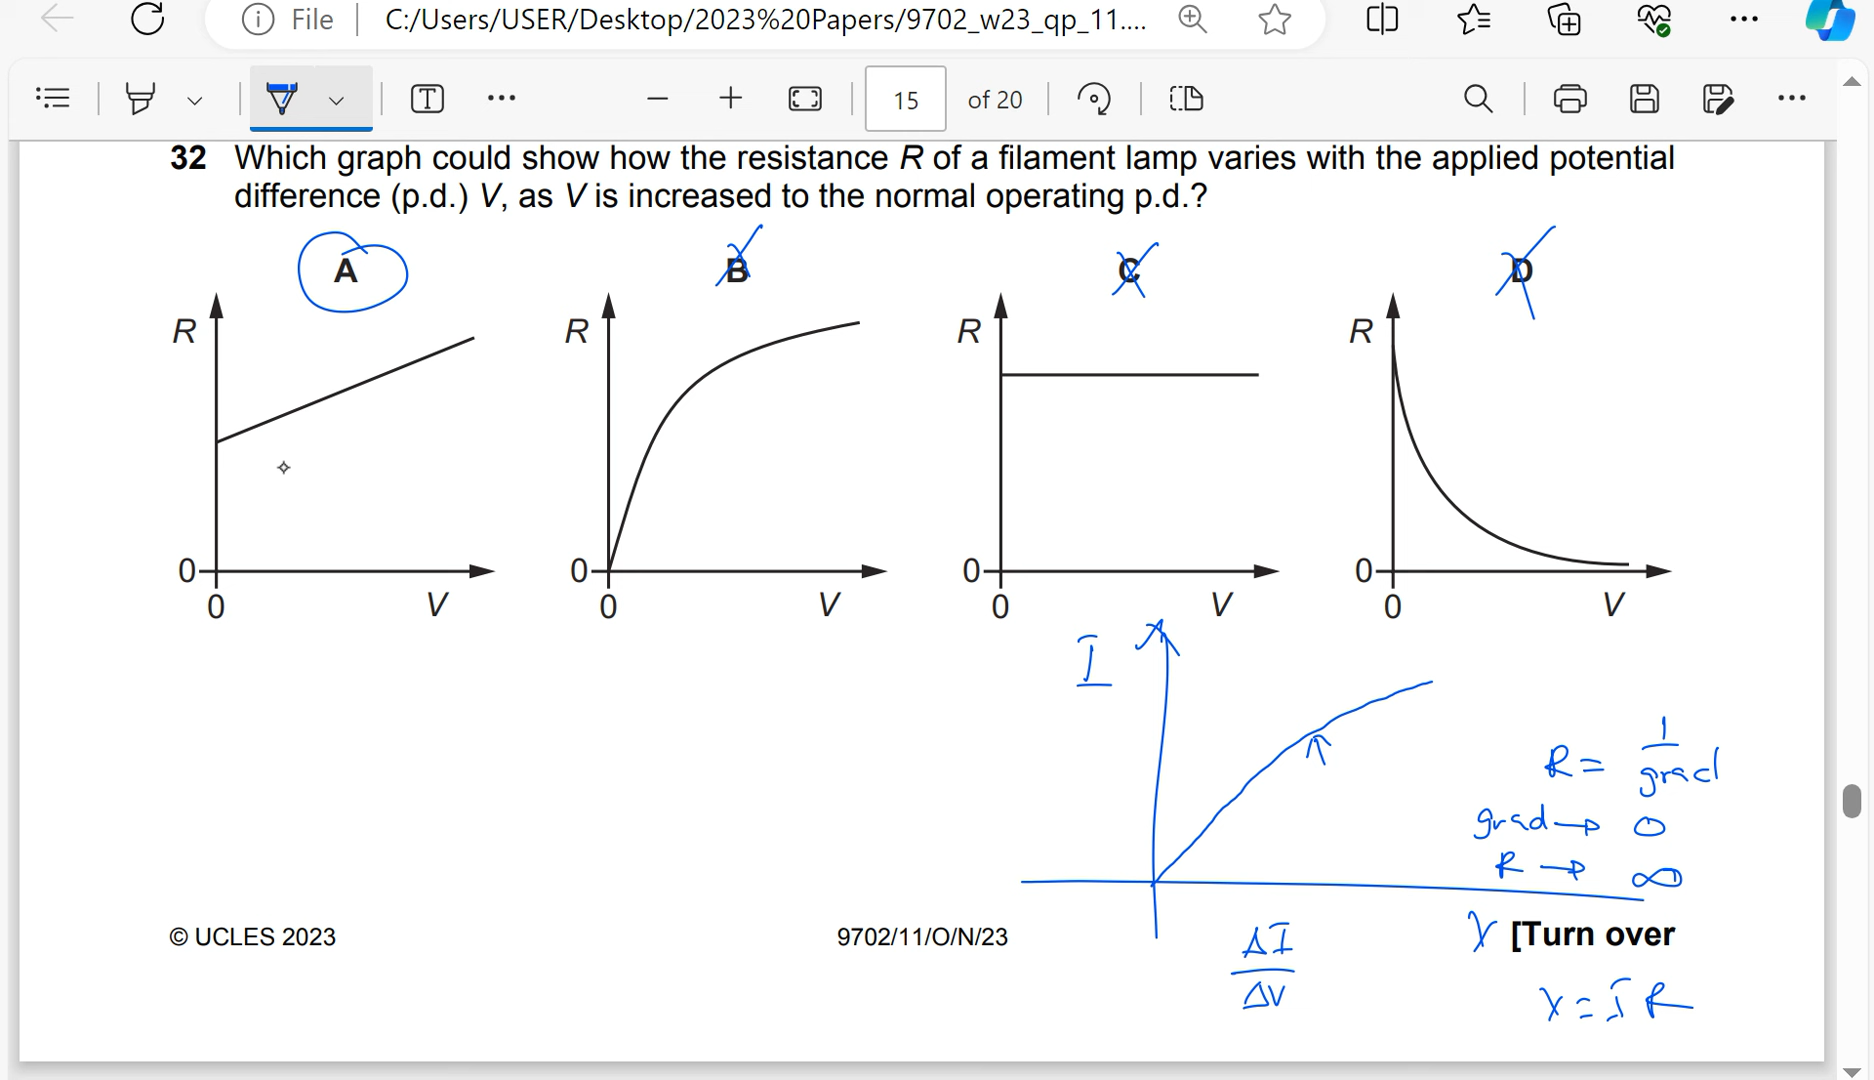 File
C:/Users/USER/Desktop/2023%20Papers/9702_w23_qp_11....
15 of 20
32 Which graph could show how the resistance R of a filament lamp varies with the applied potential
difference (p.d.) V, as V is increased to the normal operating p.d.?
A B C D
R R R R
0 0 0 0
0 V 0 V 0 V 0 V
I
R = 1/grad
grad → 0
R → ∞
© UCLES 2023 9702/11/O/N/23 V [Turn over
ΔI/ΔV
V = IR